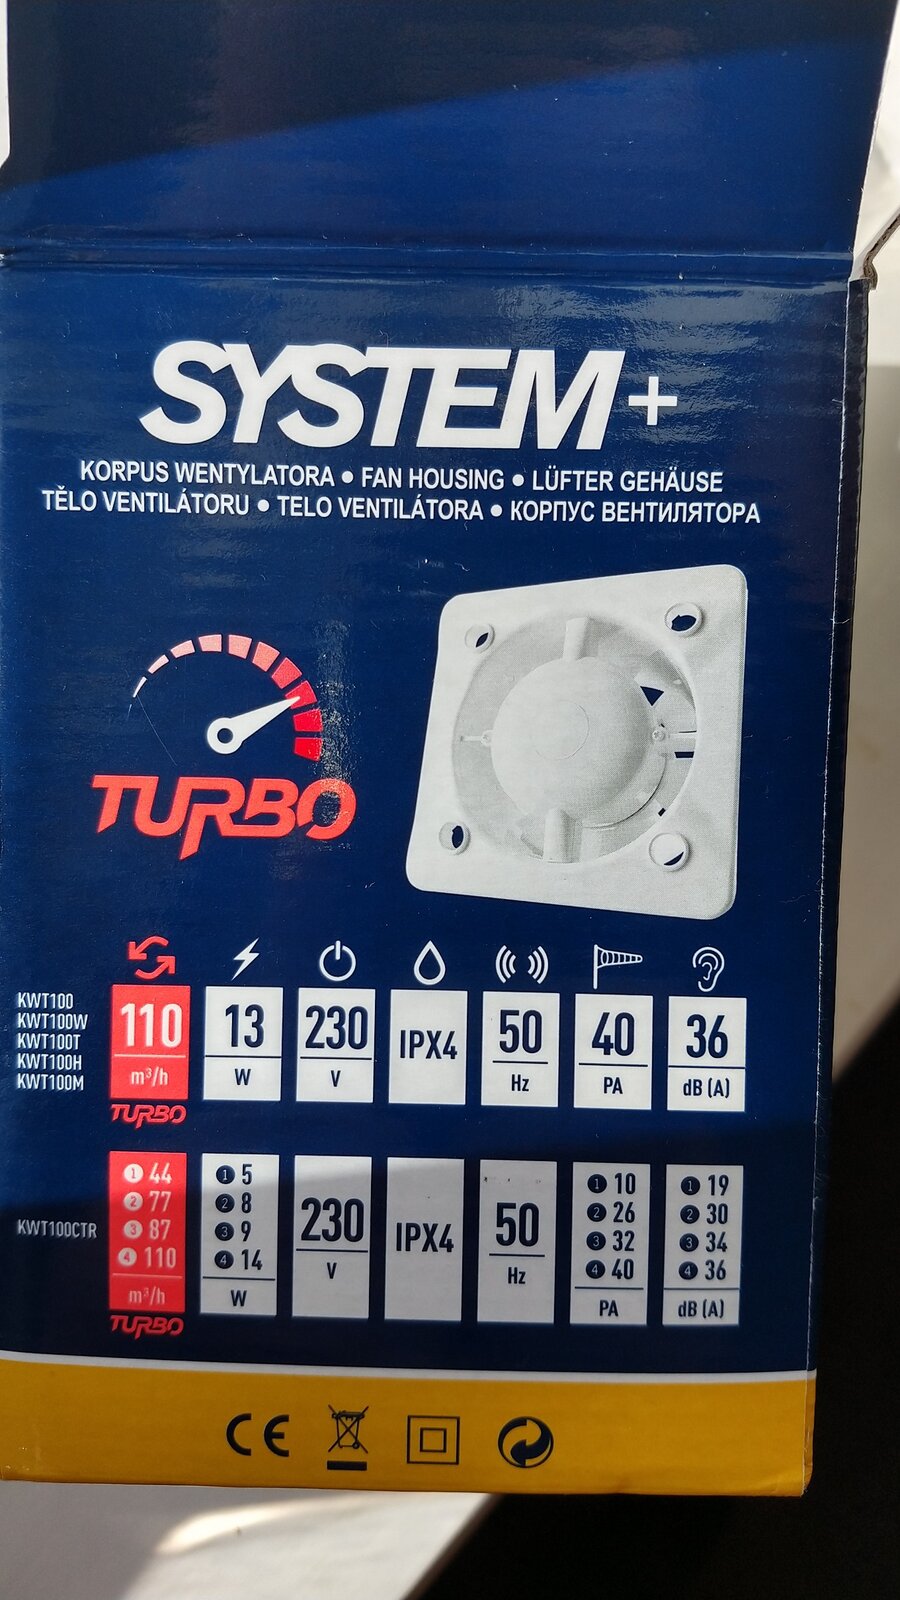 SYSTEM+
KORPUS WENTYLATORA • FAN HOUSING • LÜFTER GEHÄUSE
TĚLO VENTILÁTORU • TELO VENTILÁTORA • КОРПУС ВЕНТИЛЯТОРА
TURBO
KWT100
KWT100W
KWT100T
KWT100H
KWT100M
110 13 230 IPX4 50 40 36
m³/h W V Hz PA dB (A)
TURBO
KWT100CTR
1 44 1 5 230 IPX4 50 1 10 1 19
2 77 2 8 2 26 2 30
3 87 3 9 3 32 3 34
4 110 4 14 4 40 4 36
m³/h W V Hz PA dB (A)
TURBO
CE